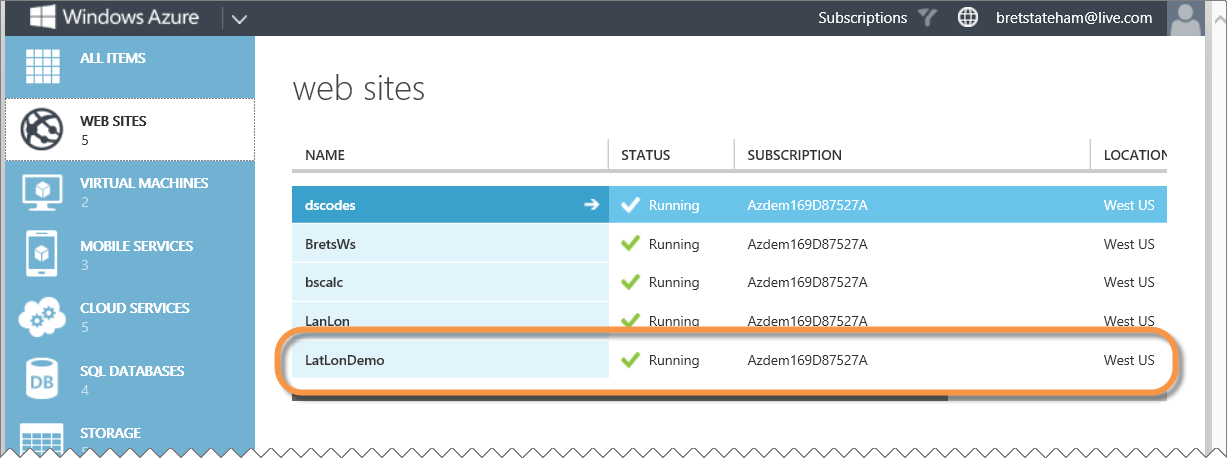 Windows Azure
Subscriptions bretstateham@live.com
ALL ITEMS
WEB SITES
5
VIRTUAL MACHINES
2
MOBILE SERVICES
3
CLOUD SERVICES
5
SQL DATABASES
4
DB
STORAGE
web sites
NAME STATUS SUBSCRIPTION LOCATION
dscodes Running Azdem169D87527A West US
BretsWs Running Azdem169D87527A West US
bscalc Running Azdem169D87527A West US
LanLon Running Azdem169D87527A West US
LatLonDemo Running Azdem169D87527A West US